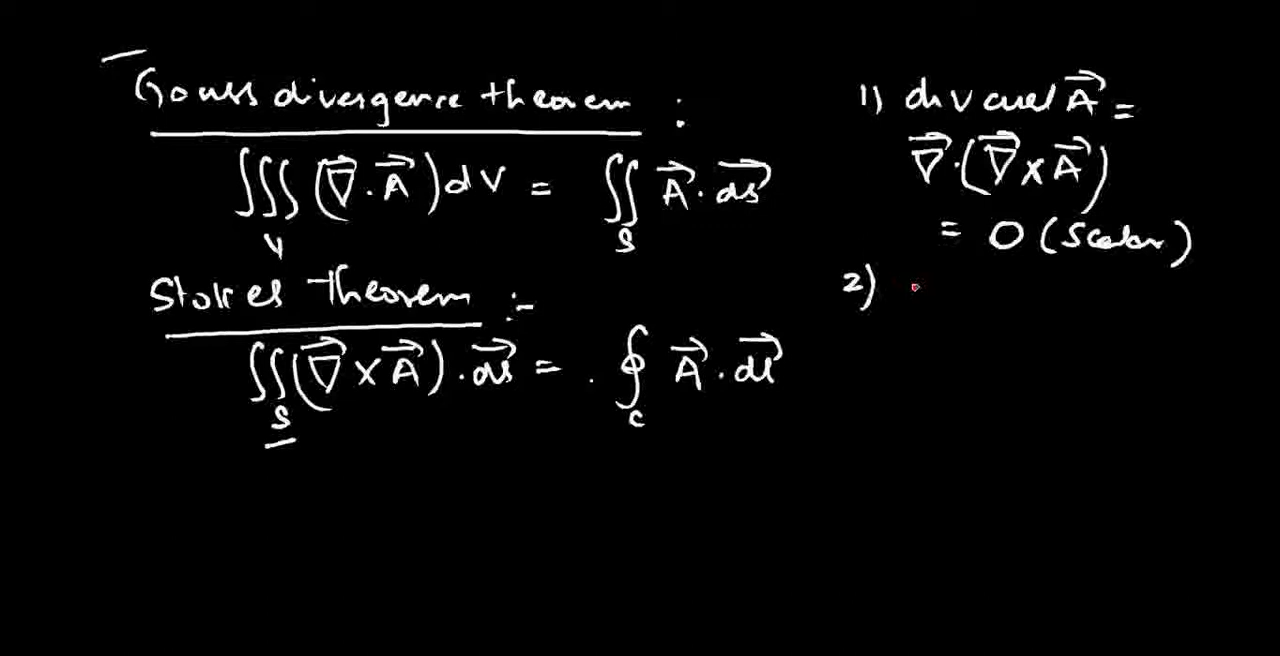 Gauss divergence theorem :
∭_V (∇⃗ · A⃗) dV = ∬_S A⃗ · ds⃗
Stokes theorem :-
∬_S (∇⃗ × A⃗) · ds⃗ = . ∮_C A⃗ · dl⃗
1) div curl A⃗ =
∇⃗ · (∇⃗ × A⃗)
= 0 (Scalar)
2)